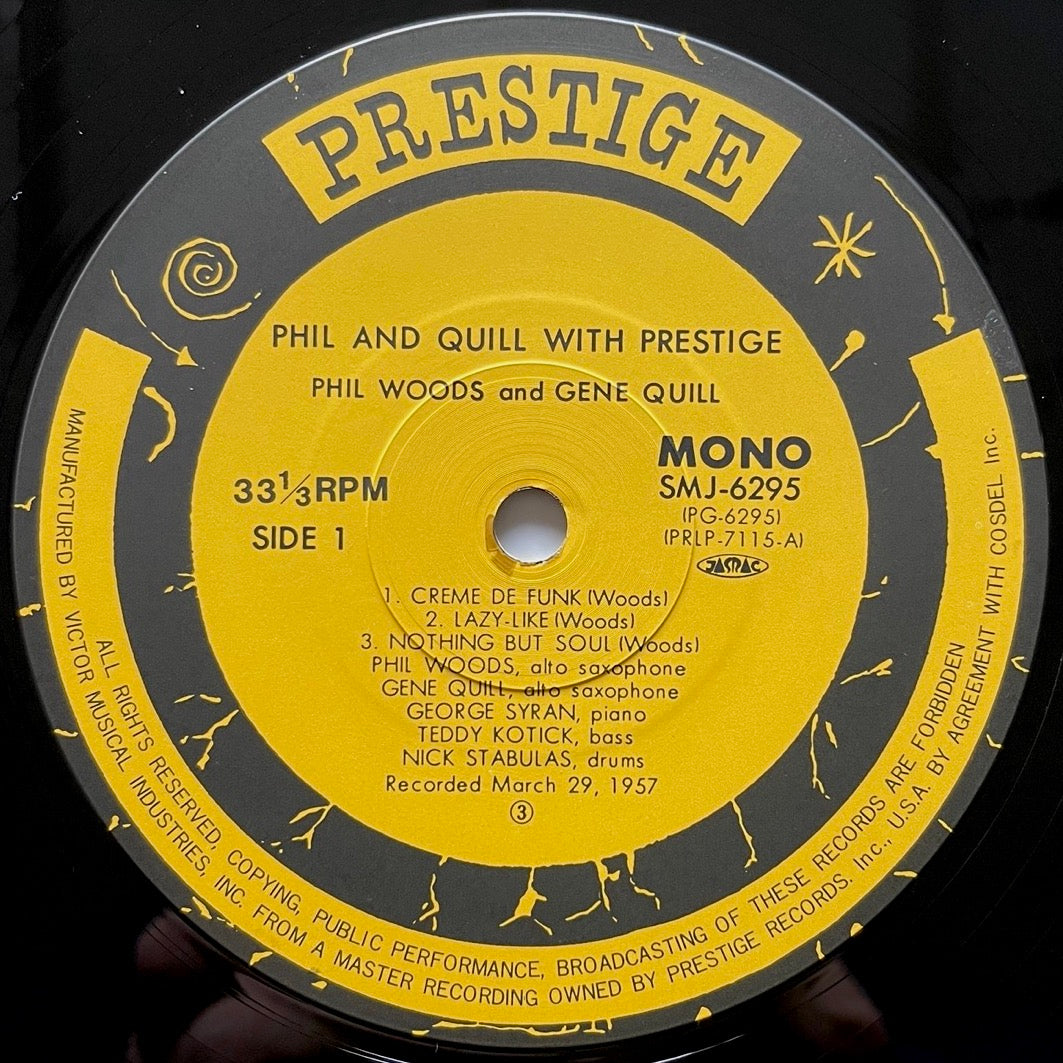 PRESTIGE
PHIL AND QUILL WITH PRESTIGE
PHIL WOODS and GENE QUILL
MONO
33⅓RPM
SMJ-6295
SIDE 1
(PG-6295)
(PRLP-7115-A)
JASRAC
1. CREME DE FUNK (Woods)
2. LAZY-LIKE (Woods)
3. NOTHING BUT SOUL (Woods)
PHIL WOODS, alto saxophone
GENE QUILL, alto saxophone
GEORGE SYRAN, piano
TEDDY KOTICK, bass
NICK STABULAS, drums
Recorded March 29, 1957
③
ALL RIGHTS RESERVED, COPYING, PUBLIC PERFORMANCE, BROADCASTING OF THESE RECORDS ARE FORBIDDEN
MANUFACTURED BY VICTOR MUSICAL INDUSTRIES, INC. FROM A MASTER RECORDING OWNED BY PRESTIGE RECORDS. Inc., U.S.A. BY AGREEMENT WITH COSDEL Inc.